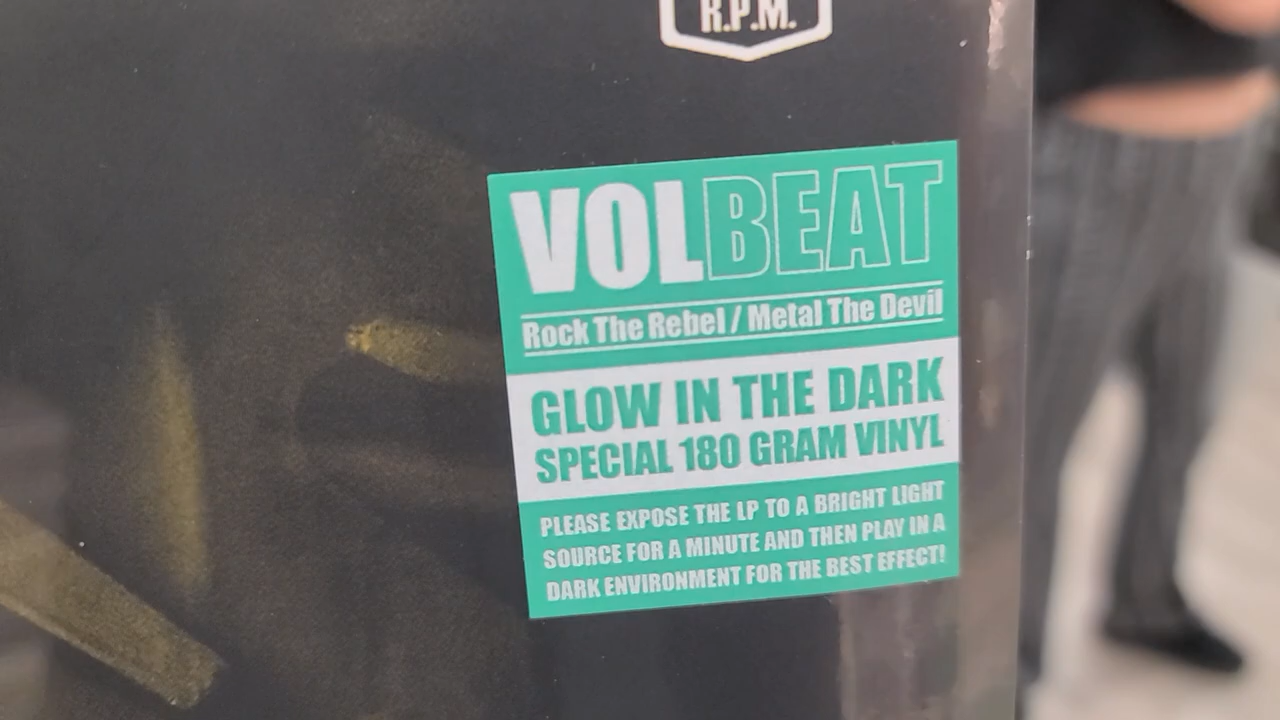 R.P.M.
VOLBEAT
Rock The Rebel / Metal The Devil
GLOW IN THE DARK
SPECIAL 180 GRAM VINYL
PLEASE EXPOSE THE LP TO A BRIGHT LIGHT
SOURCE FOR A MINUTE AND THEN PLAY IN A
DARK ENVIRONMENT FOR THE BEST EFFECT!